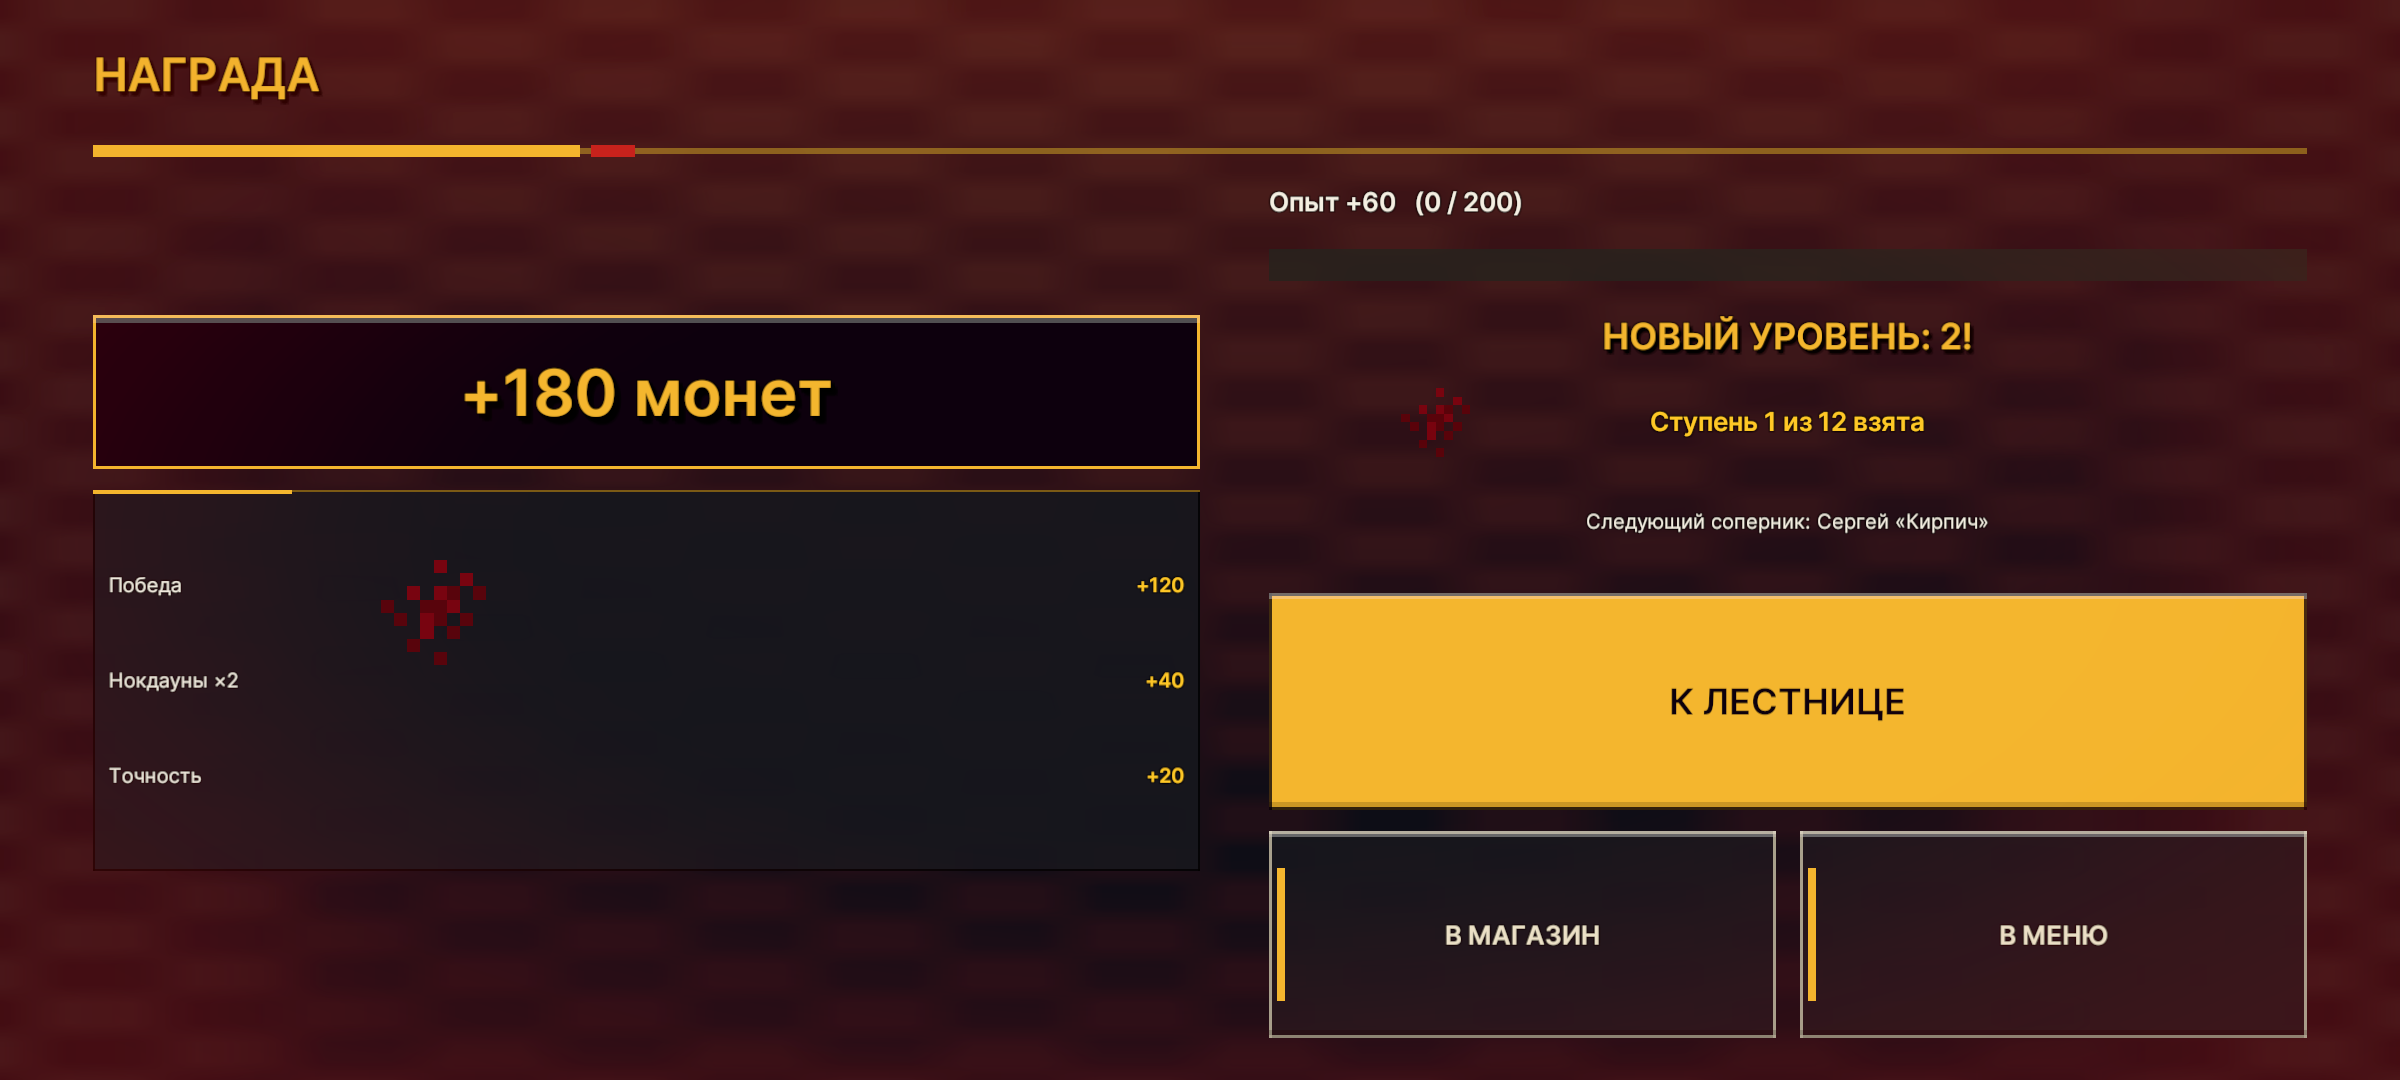 НАГРАДА
+180 монет
Победа +120
Нокдауны ×2 +40
Точность +20
Опыт +60 (0 / 200)
НОВЫЙ УРОВЕНЬ: 2!
Ступень 1 из 12 взята
Следующий соперник: Сергей «Кирпич»
К ЛЕСТНИЦЕ
В МАГАЗИН
В МЕНЮ